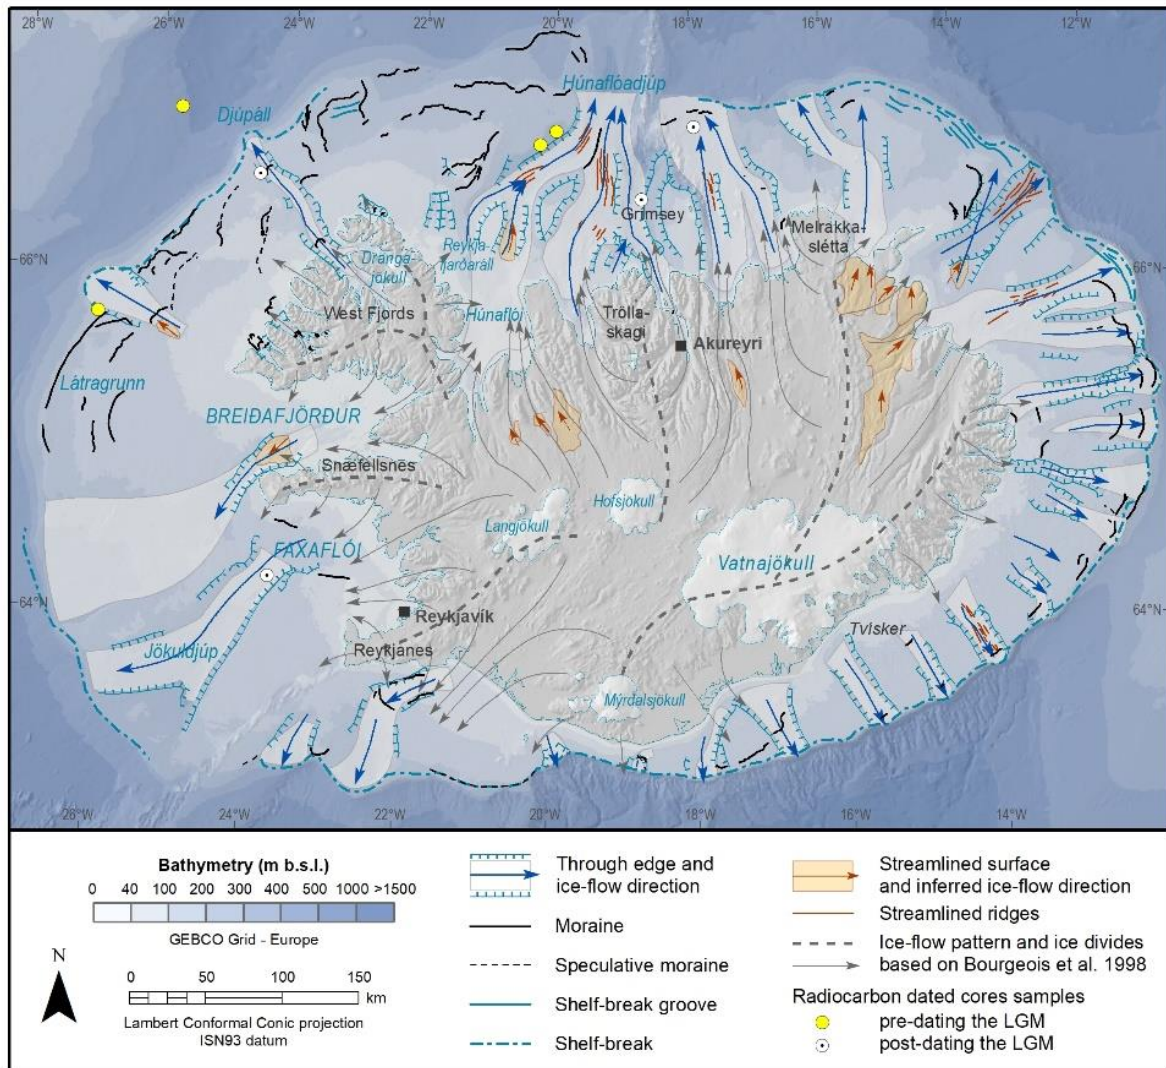 28°W 26°W 24°W 22°W 20°W 18°W 16°W 14°W 12°W
Húnaflóadjúp
Djúpáll
Grímsey
Melrakka-
slétta
66°N
66°N
Reykja-
fjarðaráll
Dranga-
jökull
West Fjords
Húnaflói
Trölla-
skagi
Akureyri
Látragrunn
BREIÐAFJÖRÐUR
Snæfellsnes
Hofsjökull
Langjökull
FAXAFLÓI
Vatnajökull
64°N
64°N
Reykjavík
Reykjanes
Jökuldjúp
Tvísker
Mýrdalsjökull
26°W 24°W 22°W 20°W 18°W 16°W 14°W
Bathymetry (m b.s.l.)
0 40 100 200 300 400 500 1000 >1500
GEBCO Grid - Europe
N
0 50 100 150
km
Lambert Conformal Conic projection
ISN93 datum
Through edge and
ice-flow direction
Moraine
Speculative moraine
Shelf-break groove
Shelf-break
Streamlined surface
and inferred ice-flow direction
Streamlined ridges
Ice-flow pattern and ice divides
based on Bourgeois et al. 1998
Radiocarbon dated cores samples
pre-dating the LGM
post-dating the LGM